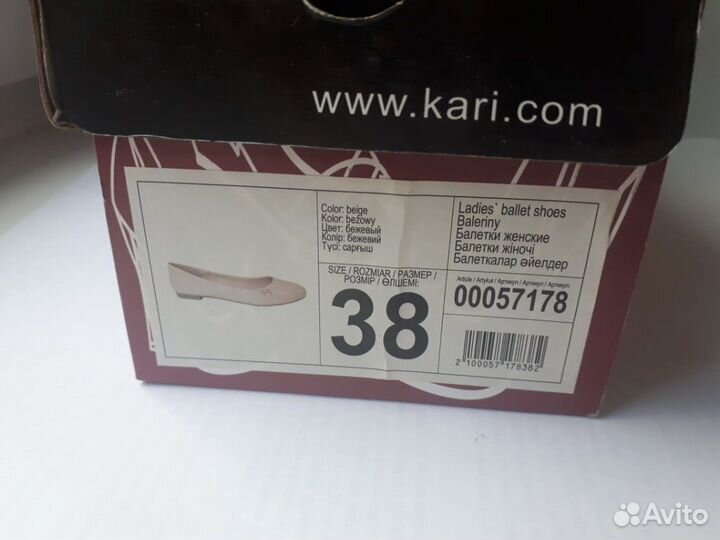 www.kari.com
Color: beige
Kolor: beżowy
Цвет: бежевый
Колір: бежевий
Түсі: сарғыш
SIZE / ROZMIAR / РАЗМЕР /
РОЗМІР / ӨЛШЕМІ:
38
Ladies` ballet shoes
Baleriny
Балетки женские
Балетки жіночі
Балеткалар әйелдер
Article / Artykuł / Артикул / Артикул / Артикул:
00057178
2 100057 178382
Avito